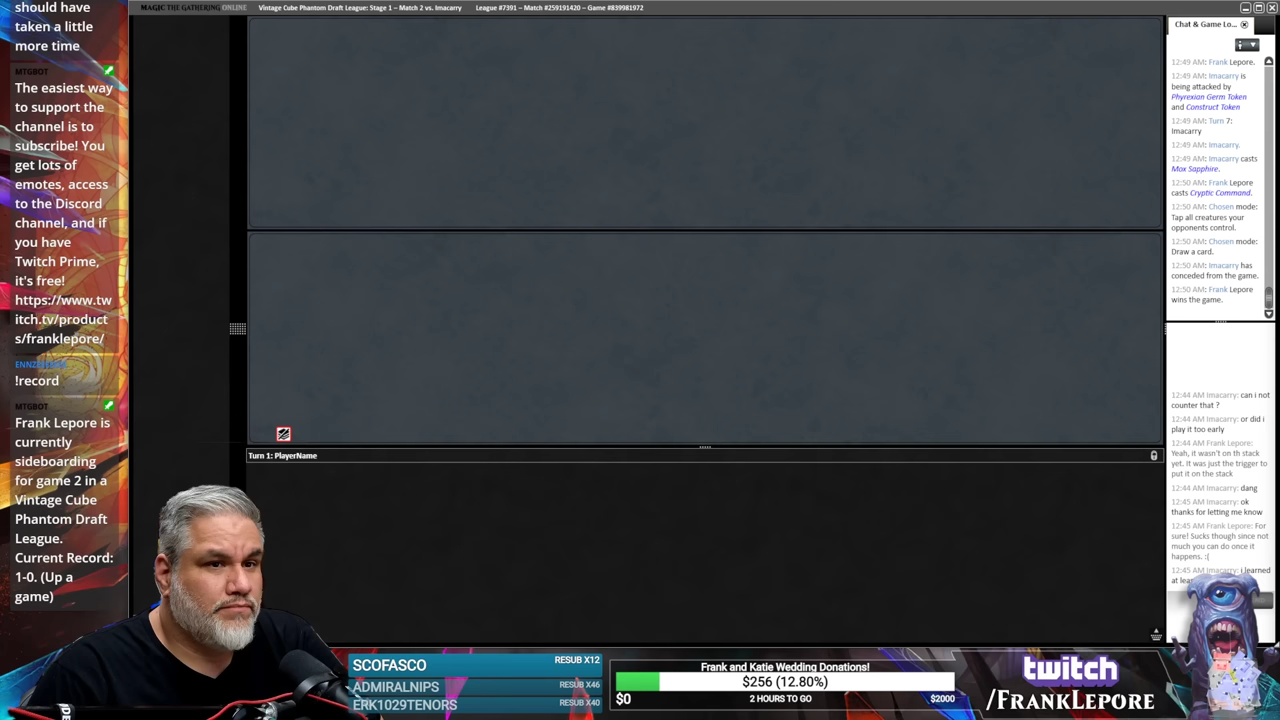 should have
taken a little
more time
MTGBOT
The easiest way
to support the
channel is to
subscribe! You
get lots of
emotes, access
to the Discord
channel, and if
you have
Twitch Prime,
it's free!
https://www.tw
itch.tv/product
s/franklepore/
!record
MTGBOT
Frank Lepore is
currently
sideboarding
for game 2 in a
Vintage Cube
Phantom Draft
League.
Current Record:
1-0. (Up a
game)
MAGIC THE GATHERING ONLINE
Vintage Cube Phantom Draft League: Stage 1 – Match 2 vs. lmacarry
League #7391 – Match #259191420 – Game #839981972
Turn 1: PlayerName
Chat & Game Lo...
12:49 AM: Frank Lepore.
12:49 AM: lmacarry is
being attacked by
Phyrexian Germ Token
and Construct Token
12:49 AM: Turn 7:
lmacarry
12:49 AM: lmacarry.
12:49 AM: lmacarry casts
Mox Sapphire.
12:50 AM: Frank Lepore
casts Cryptic Command.
12:50 AM: Chosen mode:
Tap all creatures your
opponents control.
12:50 AM: Chosen mode:
Draw a card.
12:50 AM: lmacarry has
conceded from the game.
12:50 AM: Frank Lepore
wins the game.
12:44 AM lmacarry: can i not
counter that ?
12:44 AM lmacarry: or did i
play it too early
12:44 AM Frank Lepore:
Yeah, it wasn't on th stack
yet. It was just the trigger to
put it on the stack
12:44 AM lmacarry: dang
12:45 AM lmacarry: ok
thanks for letting me know
12:45 AM Frank Lepore: For
sure! Sucks though since not
much you can do once it
happens. :(
12:45 AM lmacarry: i learned
SCOFASCO RESUB X12
ADMIRALNIPS RESUB X46
ERK1029TENORS RESUB X40
Frank and Katie Wedding Donations!
$256 (12.80%)
$0 2 HOURS TO GO $2000
twitch
/FRANKLEPORE